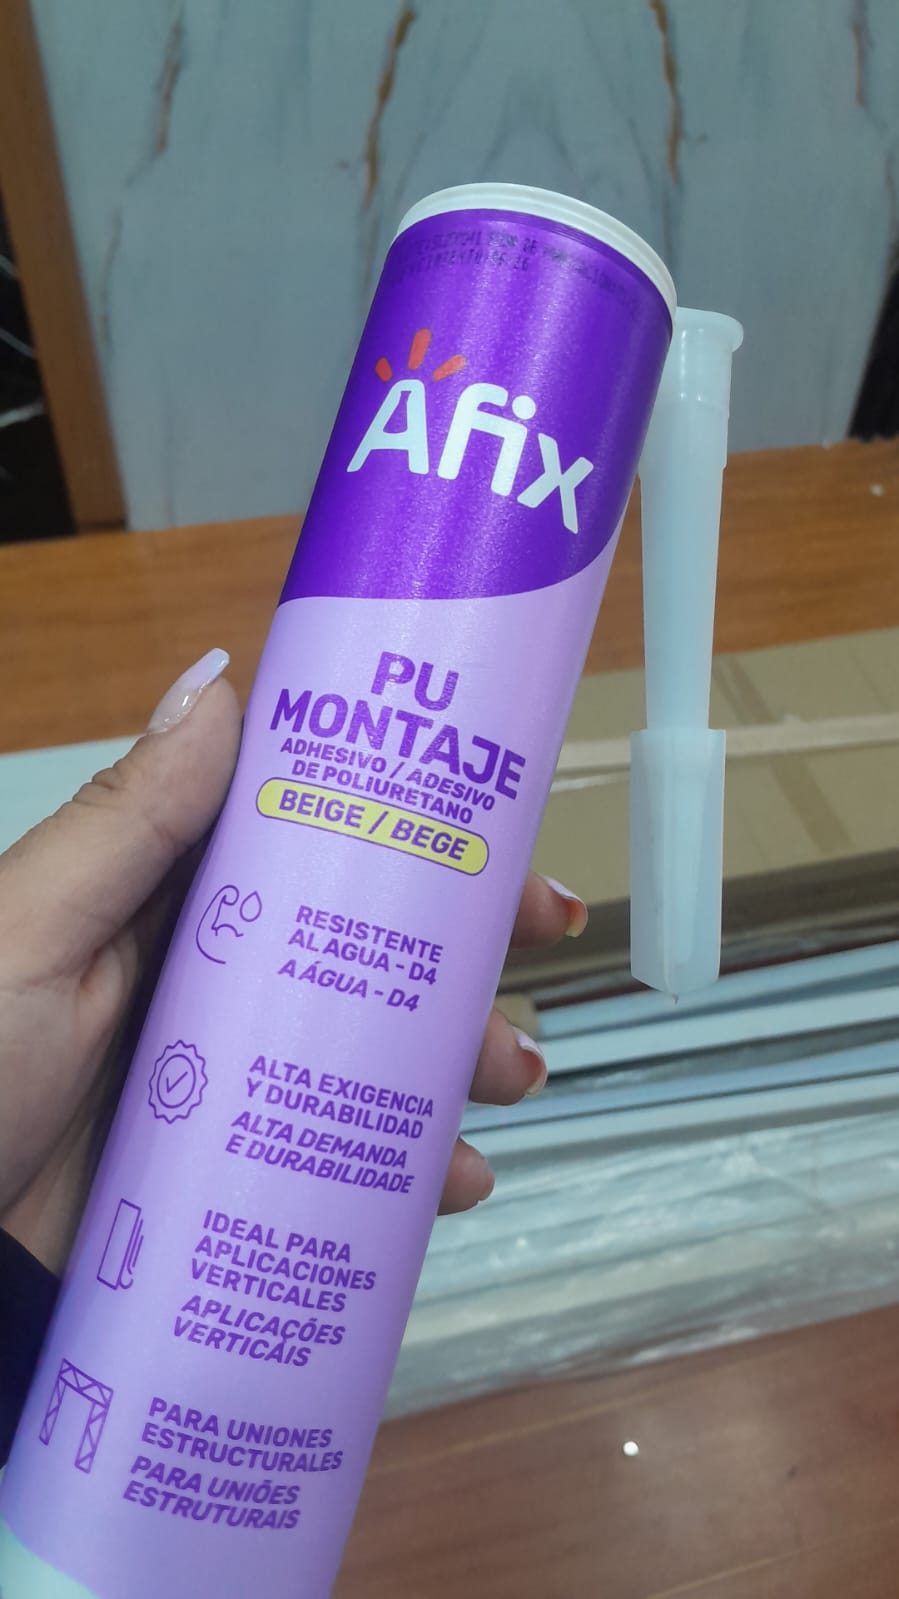 Afix
PU
MONTAJE
ADHESIVO / ADESIVO
DE POLIURETANO
BEIGE / BEGE
RESISTENTE
AL AGUA - D4
A ÁGUA - D4
ALTA EXIGENCIA
Y DURABILIDAD
ALTA DEMANDA
E DURABILIDADE
IDEAL PARA
APLICACIONES
VERTICALES
APLICAÇÕES
VERTICAIS
PARA UNIONES
ESTRUCTURALES
PARA UNIÕES
ESTRUTURAIS